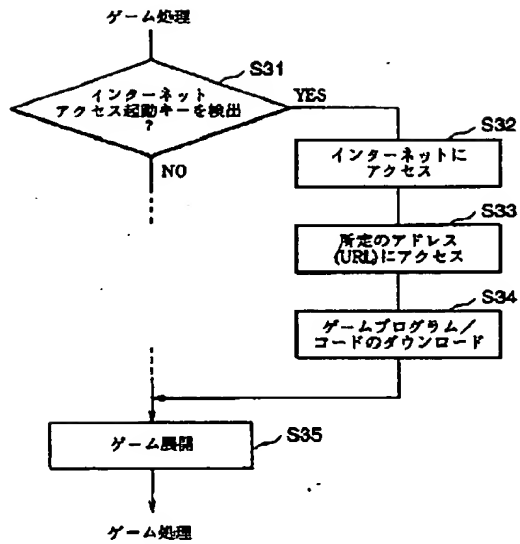 ゲーム処理
S31
インターネット
アクセス起動キーを検出
?
YES
NO
S32
インターネットに
アクセス
S33
所定のアドレス
(URL)にアクセス
S34
ゲームプログラム/
コードのダウンロード
ゲーム展開
S35
ゲーム処理